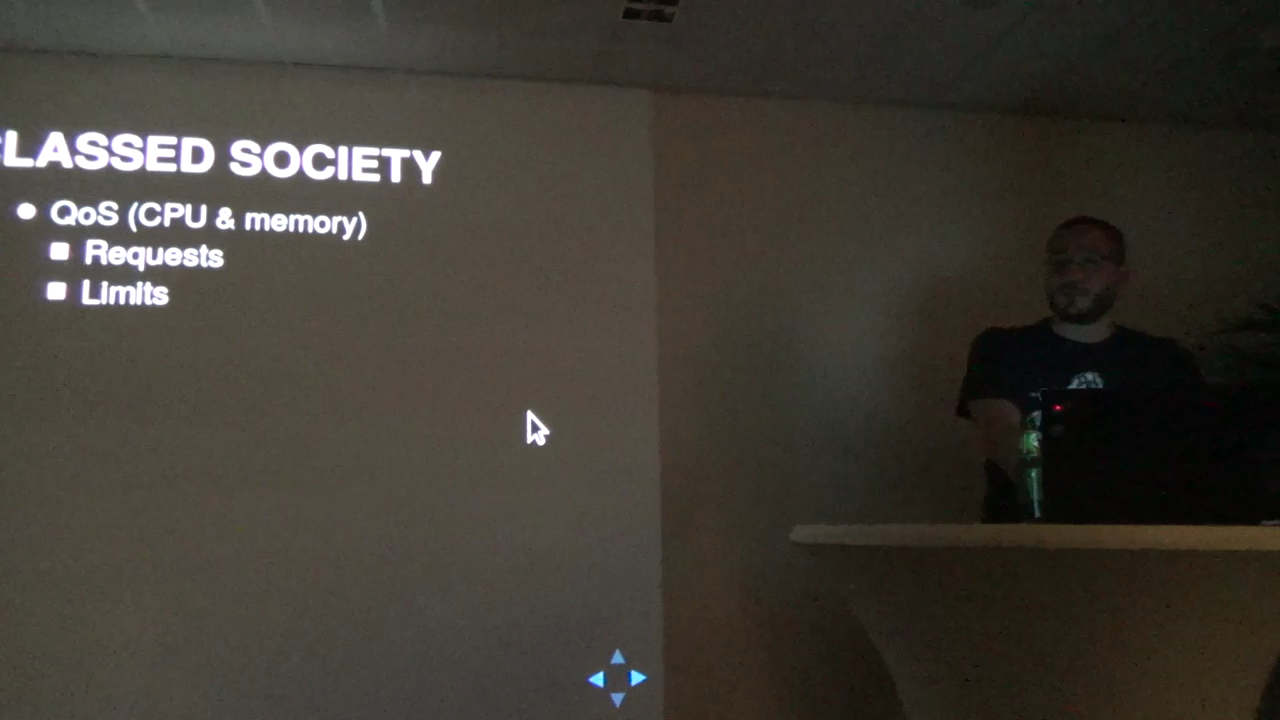 LASSED SOCIETY
QoS (CPU & memory)
Requests
Limits